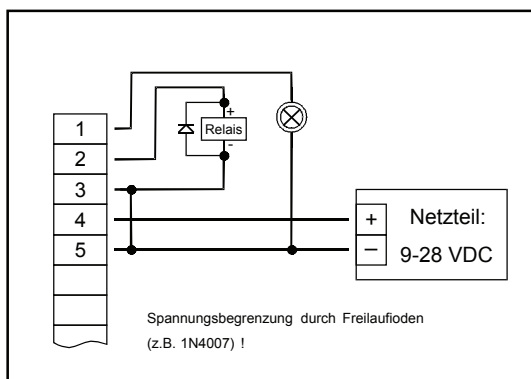 1
2
3
4
5
+
Relais
-
+
Netzteil:
–
9-28 VDC
Spannungsbegrenzung durch Freilaufioden
(z.B. 1N4007) !